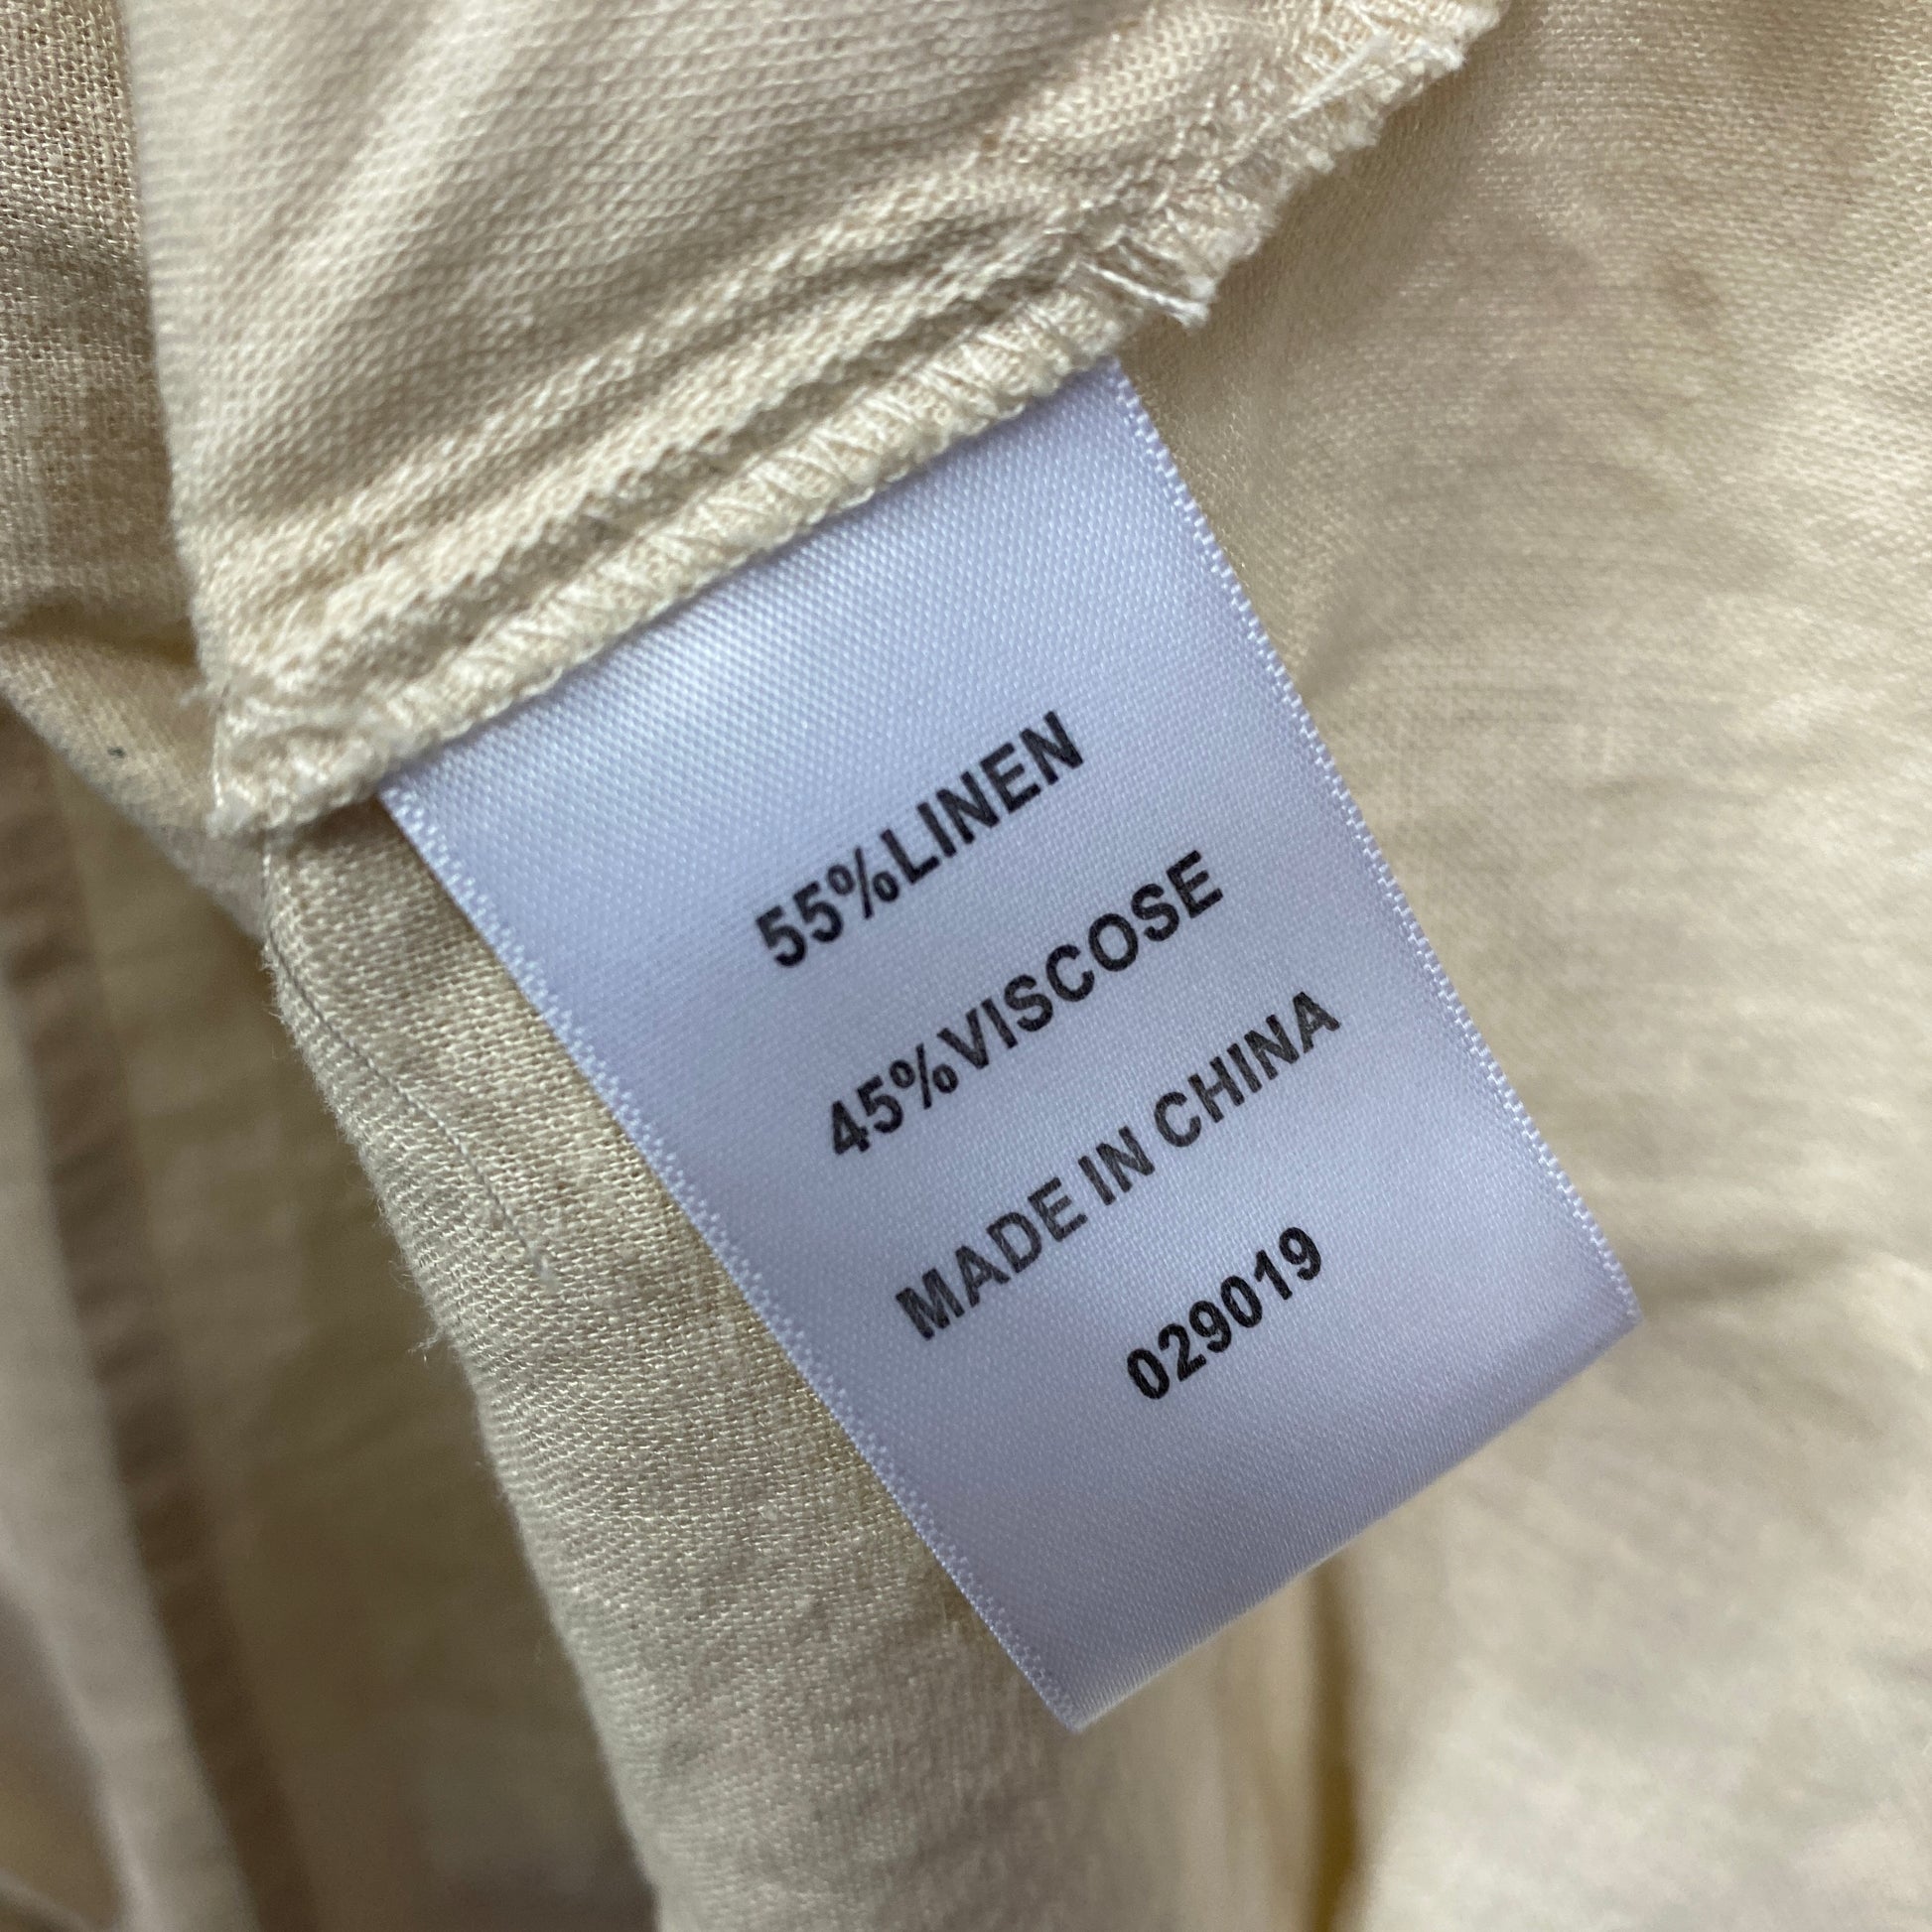 55%LINEN
45%VISCOSE
MADE IN CHINA
029019